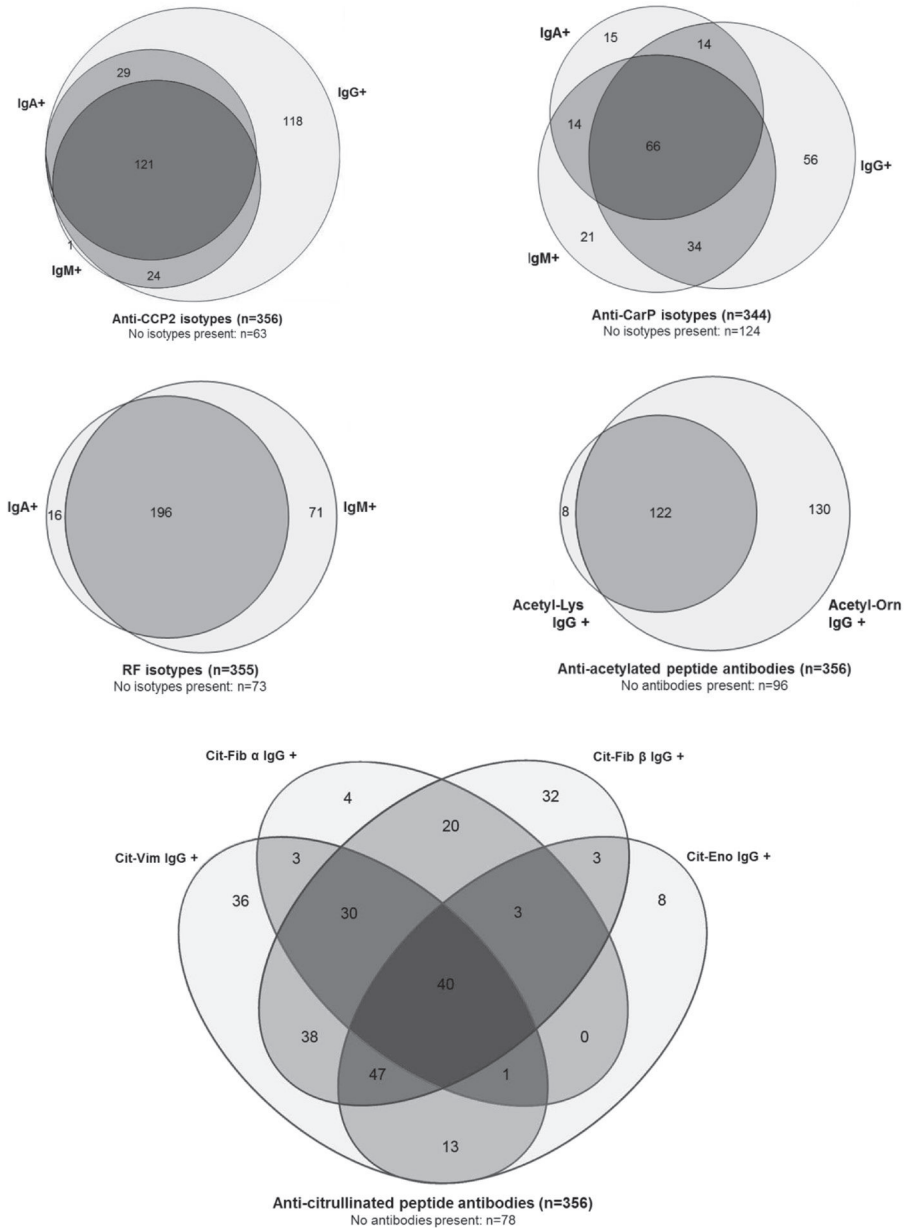 29
IgA+
IgG+
118
121
1
IgM+
24
Anti-CCP2 isotypes (n=356)
No isotypes present: n=63
IgA+
15
14
14
66
56
IgG+
21
IgM+
34
Anti-CarP isotypes (n=344)
No isotypes present: n=124
IgA+
16
196
71
IgM+
RF isotypes (n=355)
No isotypes present: n=73
8
122
130
Acetyl-Lys
IgG +
Acetyl-Orn
IgG +
Anti-acetylated peptide antibodies (n=356)
No antibodies present: n=96
Cit-Fib α IgG +
Cit-Fib β IgG +
4
32
20
Cit-Vim IgG +
3
3
Cit-Eno IgG +
36
30
3
8
40
38
0
47
1
13
Anti-citrullinated peptide antibodies (n=356)
No antibodies present: n=78